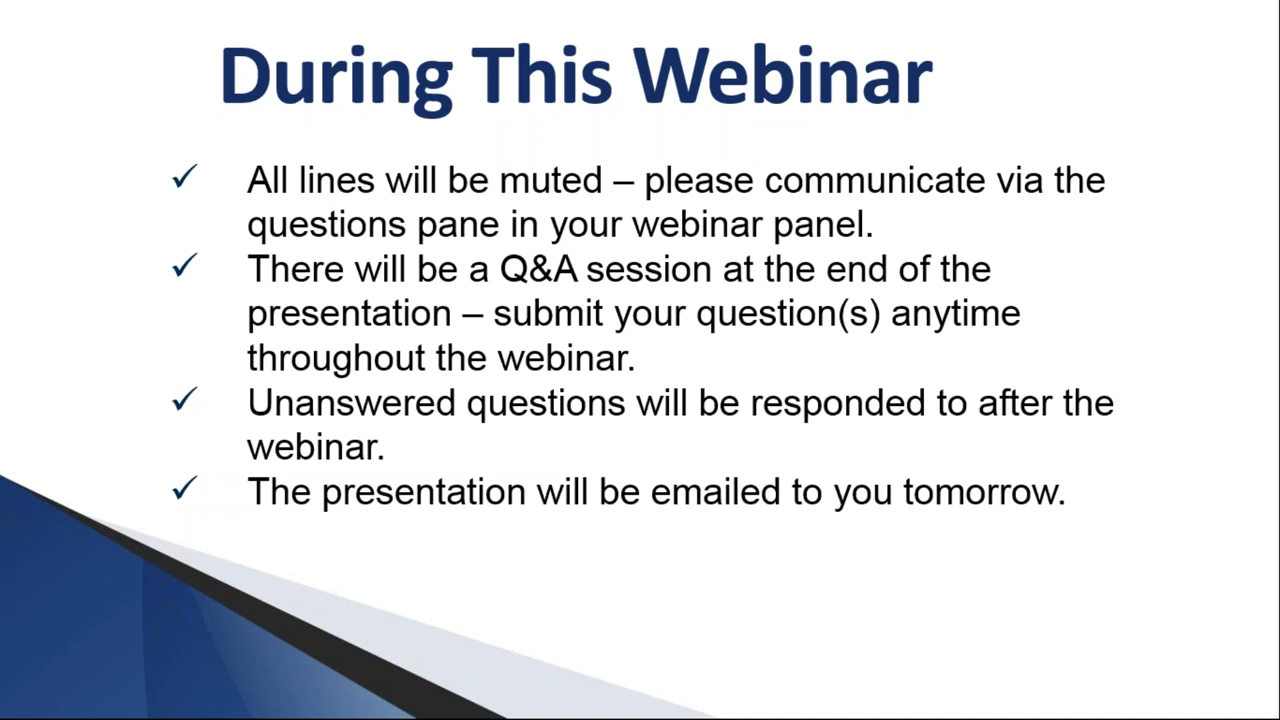 During This Webinar
✓ All lines will be muted – please communicate via the
questions pane in your webinar panel.
✓ There will be a Q&A session at the end of the
presentation – submit your question(s) anytime
throughout the webinar.
✓ Unanswered questions will be responded to after the
webinar.
✓ The presentation will be emailed to you tomorrow.